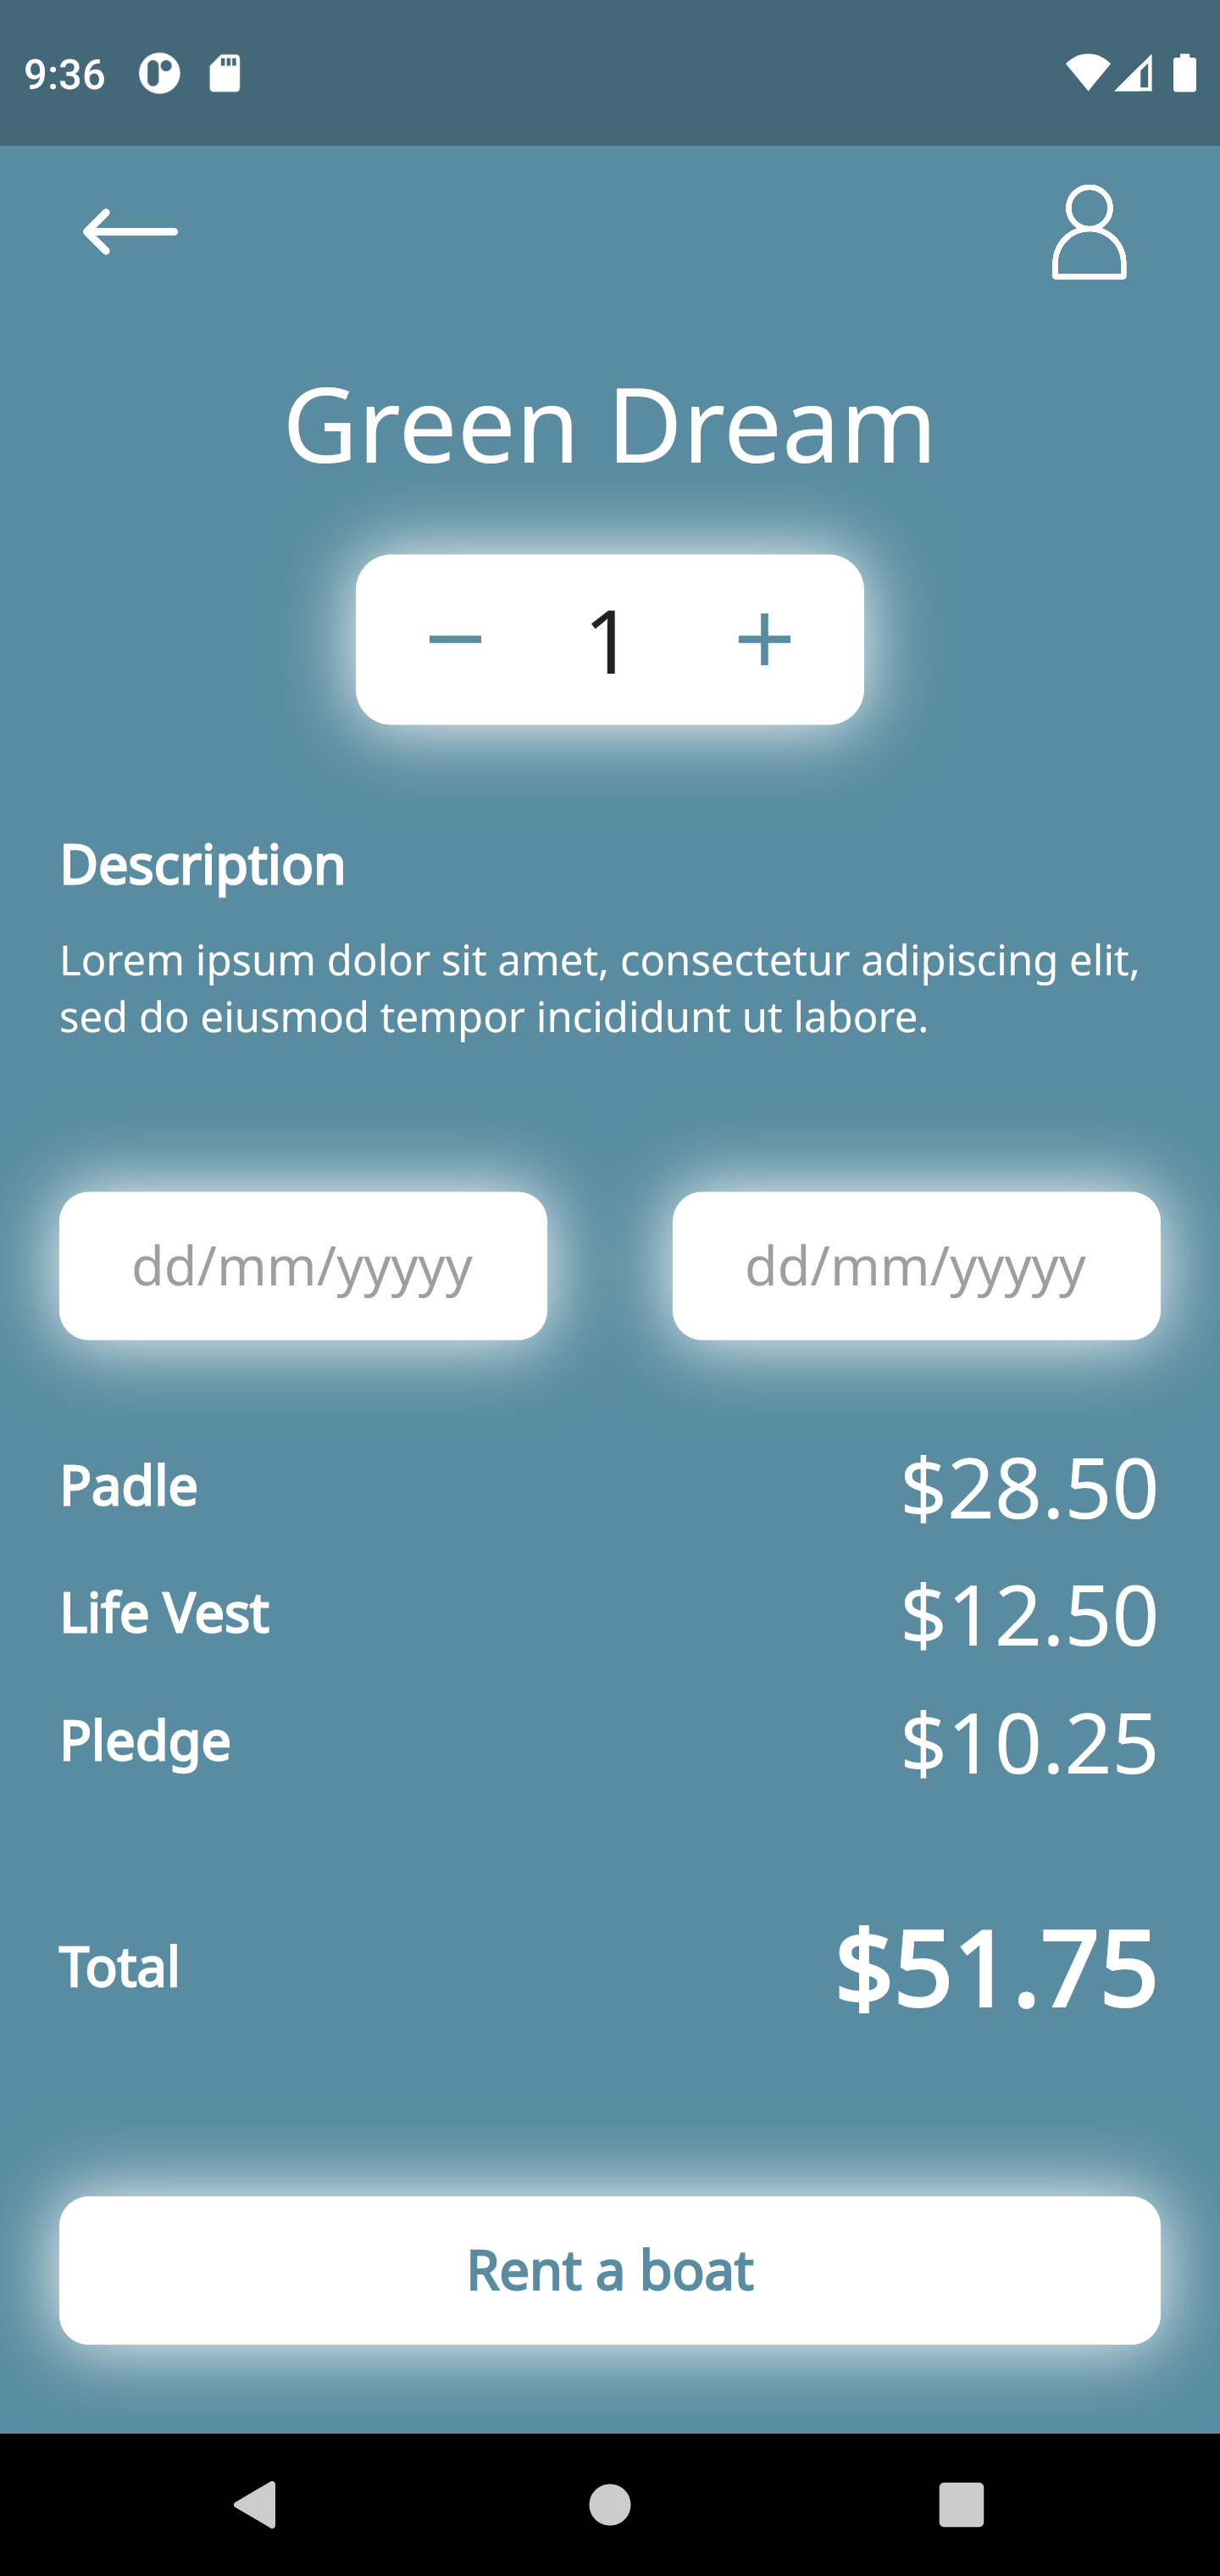 9:36
Green Dream
1
Description
Lorem ipsum dolor sit amet, consectetur adipiscing elit,
sed do eiusmod tempor incididunt ut labore.
dd/mm/yyyyy dd/mm/yyyyy
Padle $28.50
Life Vest $12.50
Pledge $10.25
Total $51.75
Rent a boat